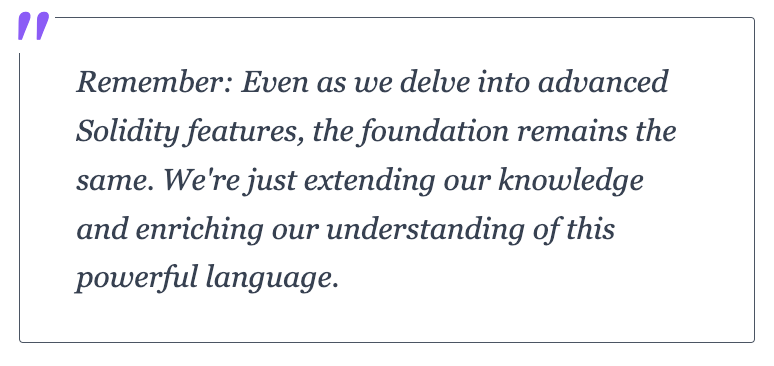 "
Remember: Even as we delve into advanced
Solidity features, the foundation remains the
same. We're just extending our knowledge
and enriching our understanding of this
powerful language.